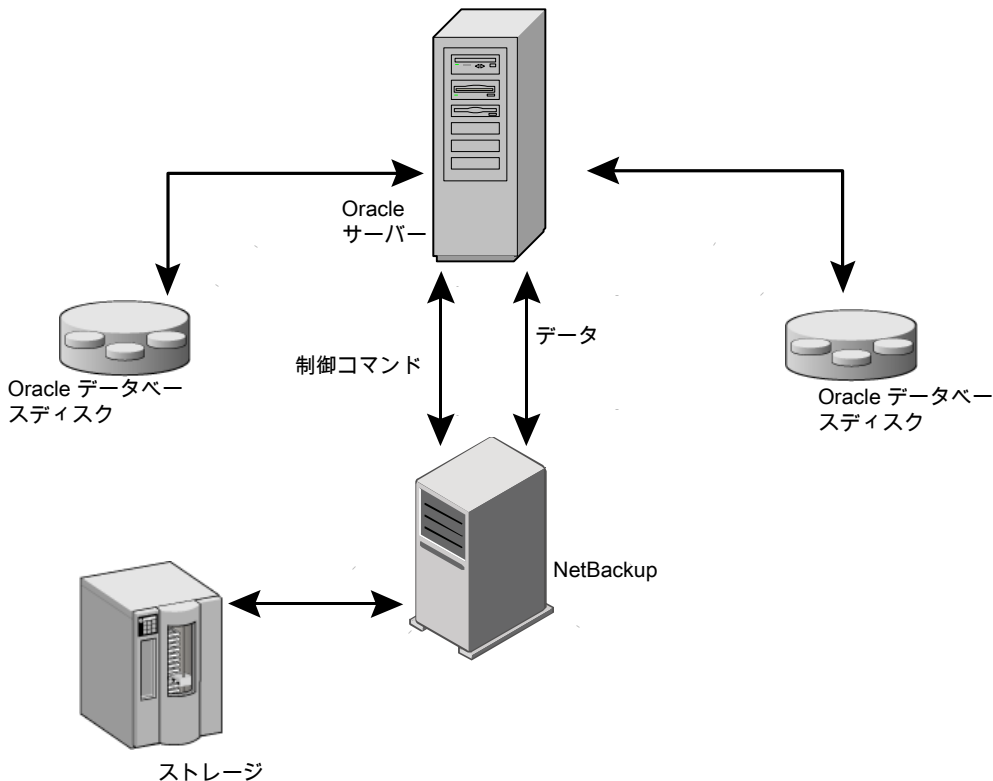 Oracle
サーバー
制御コマンド
データ
Oracle データベー
スディスク
Oracle データベー
スディスク
NetBackup
ストレージ